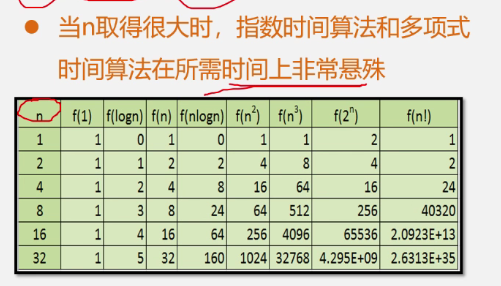 ● 当n取得很大时，指数时间算法和多项式
时间算法在所需时间上非常悬殊
n f(1) f(logn) f(n) f(nlogn) f(n²) f(n³) f(2ⁿ) f(n!)
1 1 0 1 0 1 1 2 1
2 1 1 2 2 4 8 4 2
4 1 2 4 8 16 64 16 24
8 1 3 8 24 64 512 256 40320
16 1 4 16 64 256 4096 65536 2.0923E+13
32 1 5 32 160 1024 32768 4.295E+09 2.6313E+35